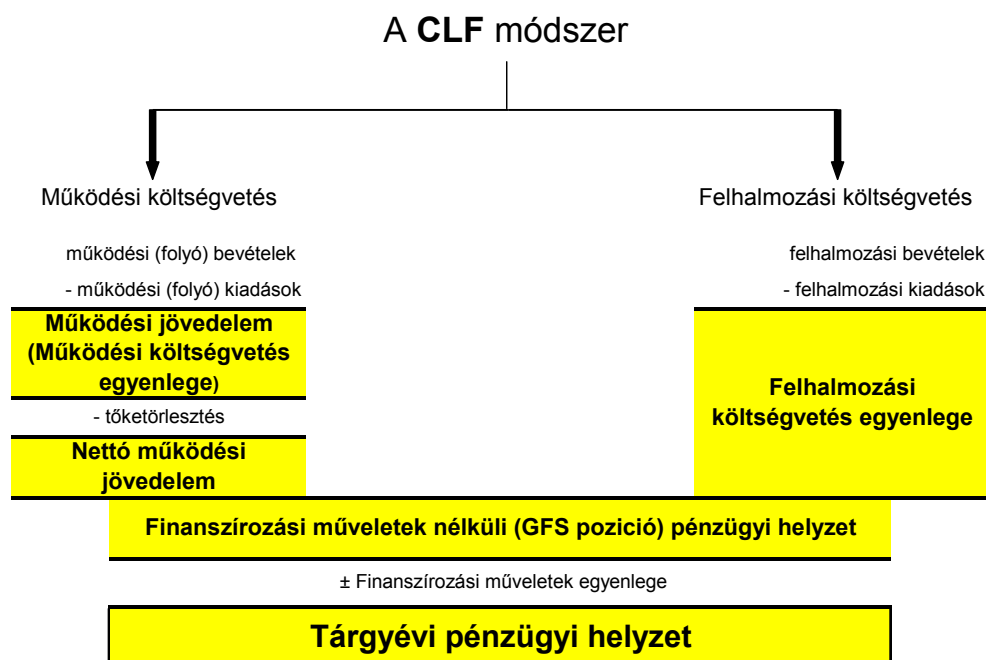 A CLF módszer
Működési költségvetés
működési (folyó) bevételek
- működési (folyó) kiadások
Működési jövedelem
(Működési költségvetés
egyenlege)
- tőketörlesztés
Nettó működési
jövedelem
Felhalmozási költségvetés
felhalmozási bevételek
- felhalmozási kiadások
Felhalmozási
költségvetés egyenlege
Finanszírozási műveletek nélküli (GFS pozició) pénzügyi helyzet
± Finanszírozási műveletek egyenlege
Tárgyévi pénzügyi helyzet